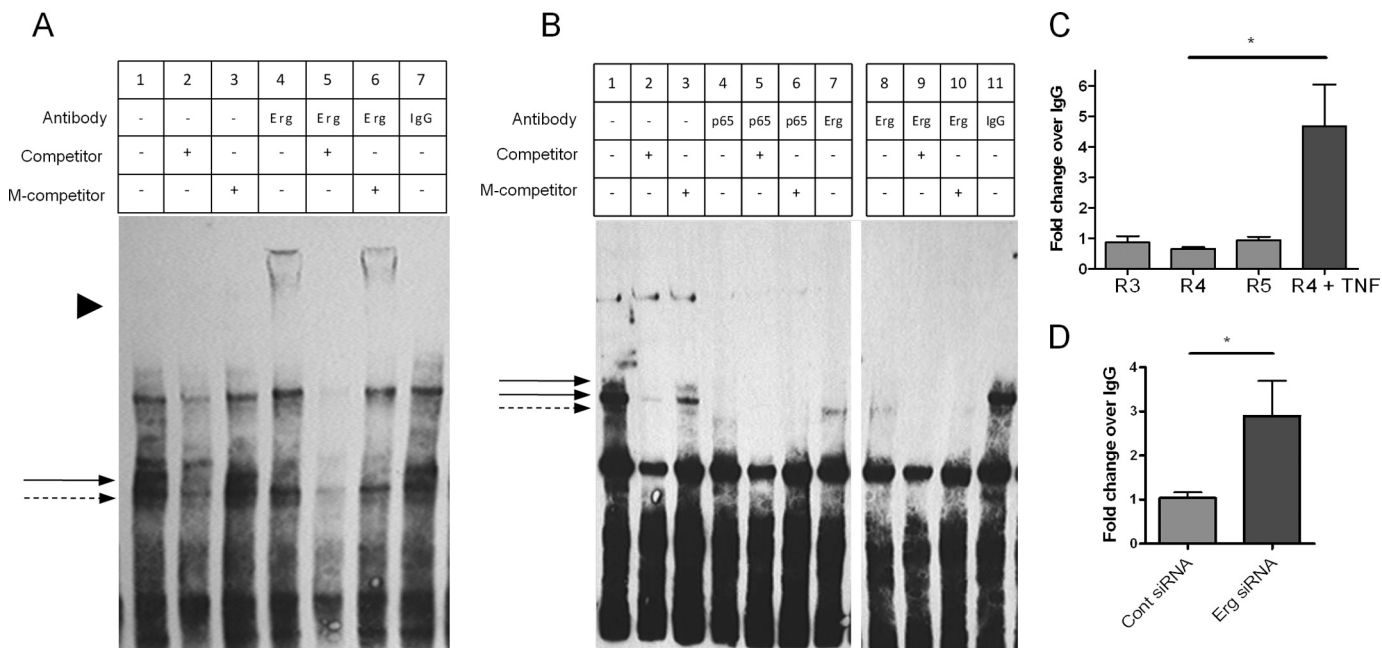 A
1 2 3 4 5 6 7
Antibody - - - Erg Erg Erg IgG
Competitor - + - - + - -
M-competitor - - + - - + -
B
1 2 3 4 5 6 7 8 9 10 11
Antibody - - - p65 p65 p65 Erg Erg Erg Erg IgG
Competitor - + - - + - - - + - -
M-competitor - - + - - + - - - + -
C
*
Fold change over IgG
6
5
4
3
2
1
0
R3 R4 R5 R4 + TNF
D
*
Fold change over IgG
4
3
2
1
0
Cont siRNA
Erg siRNA